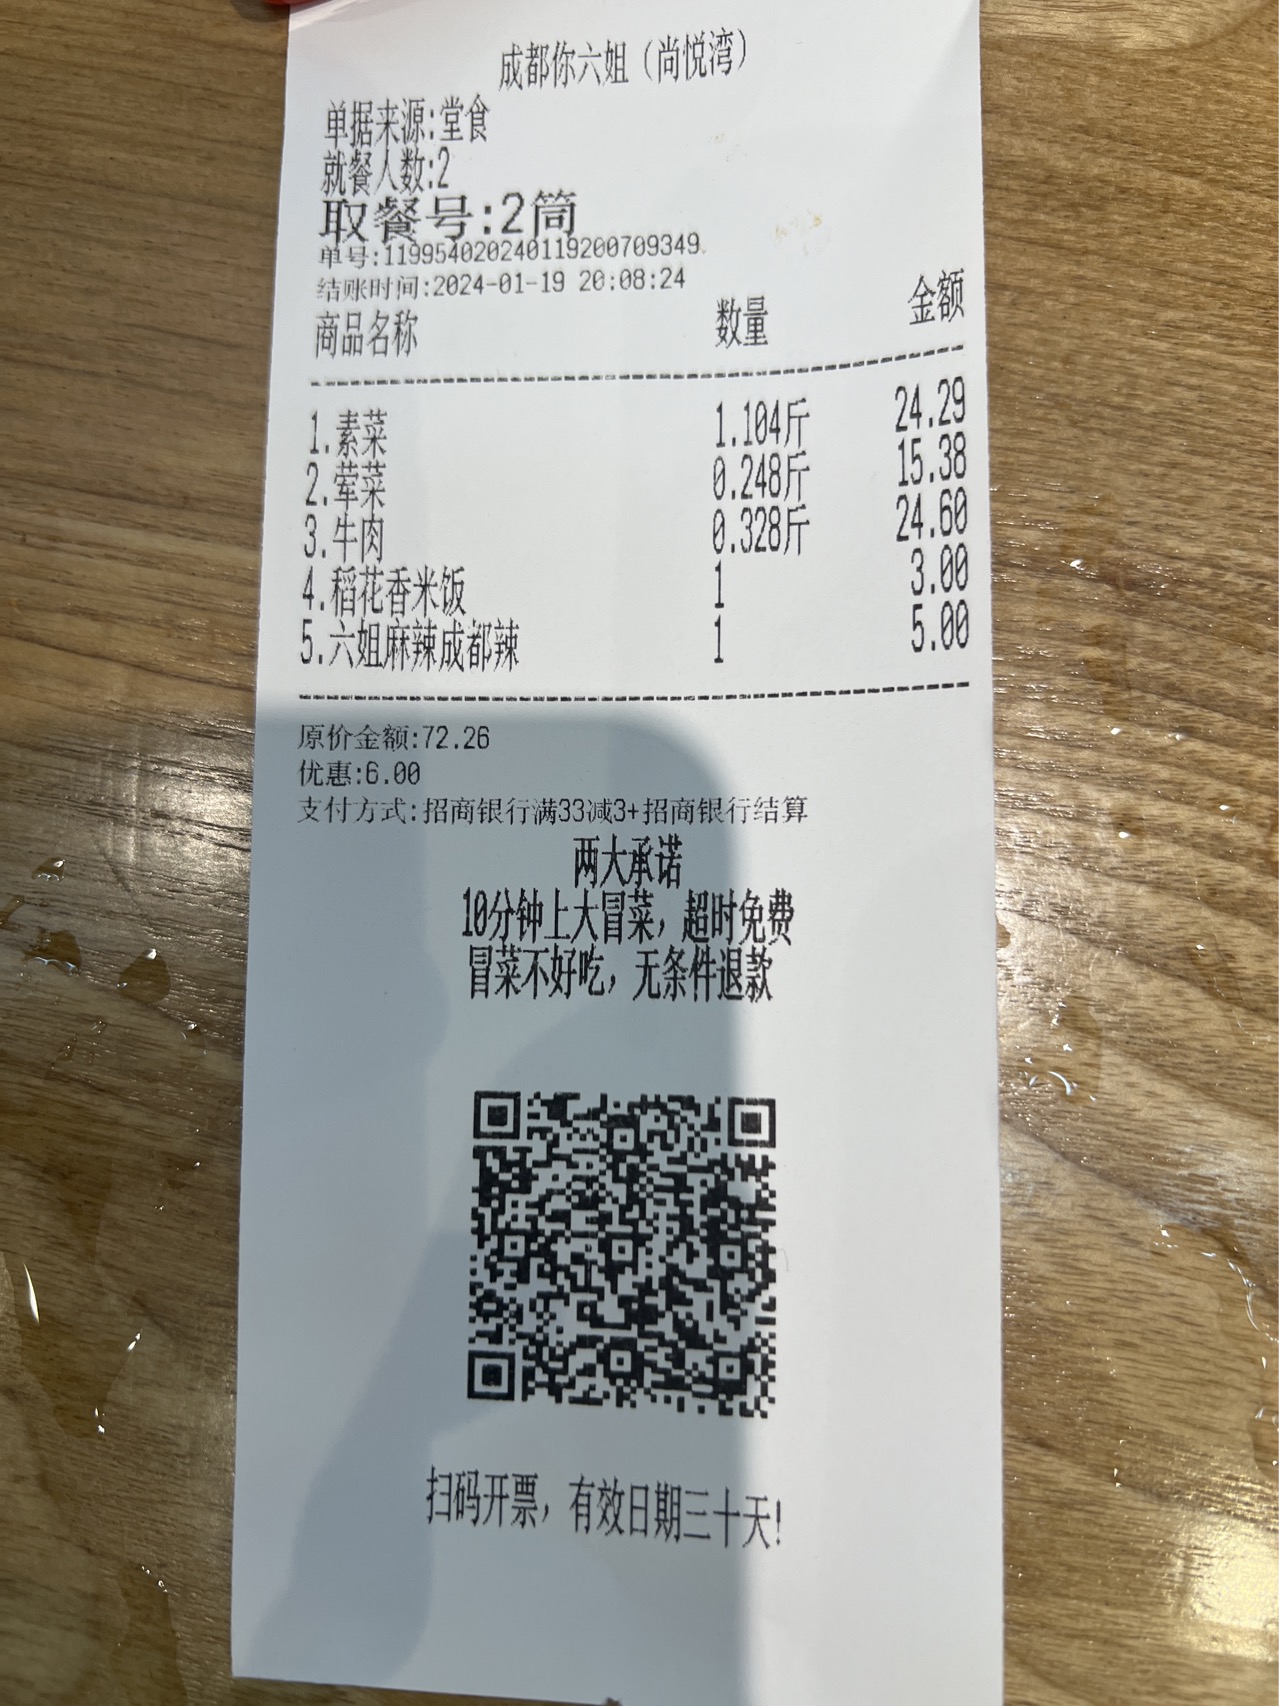 成都你六姐（尚悦湾）
单据来源:堂食
就餐人数:2
取餐号:2筒
单号:11995402024011920070934​9
结账时间:2024-01-19 20:08:24
商品名称 数量 金额
1.素菜 1.104斤 24.29
2.荤菜 0.248斤 15.38
3.牛肉 0.328斤 24.60
4.稻花香米饭 1 3.00
5.六姐麻辣成都辣 1 5.00
原价金额:72.26
优惠:6.00
支付方式:招商银行满33减3+招商银行结算
两大承诺
10分钟上大冒菜，超时免费
冒菜不好吃，无条件退款
扫码开票，有效日期三十天!